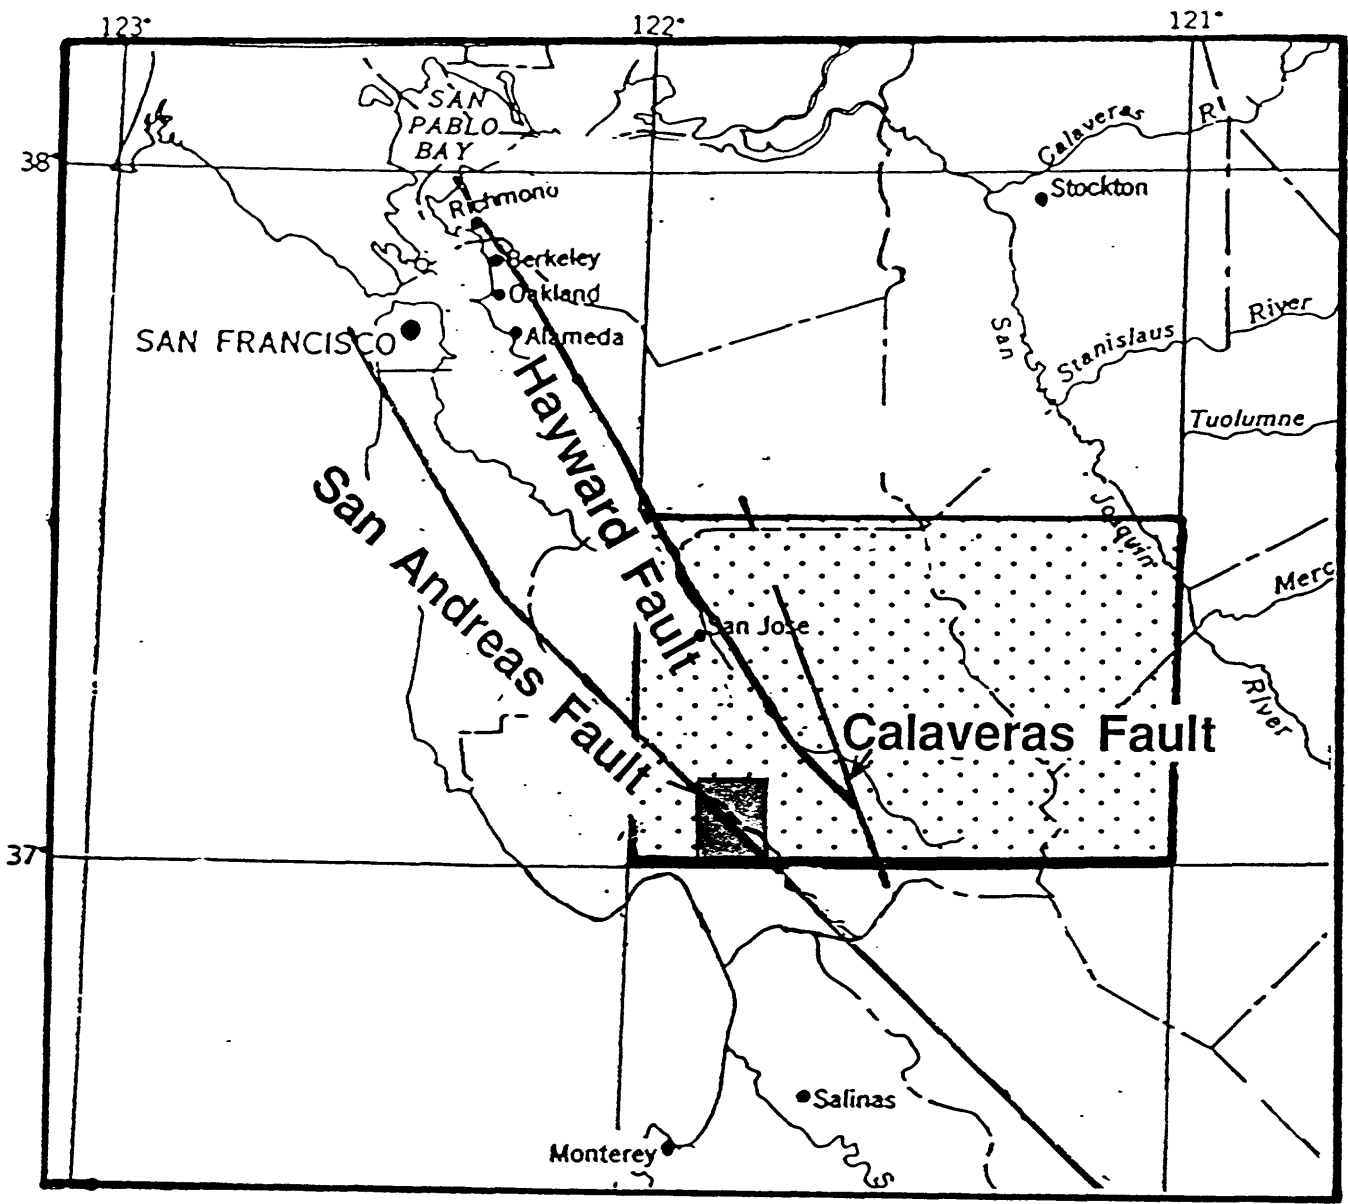 123°
122°
121°
SAN
PABLO
BAY
Calaveras R.
38°
Richmond
Stockton
Berkeley
Oakland
SAN FRANCISCO
Alameda
San
Stanislaus River
Tuolumne
Hayward Fault
San Andreas Fault
Joaquin
Merc
San Jose
River
Calaveras Fault
37°
Salinas
Monterey
S